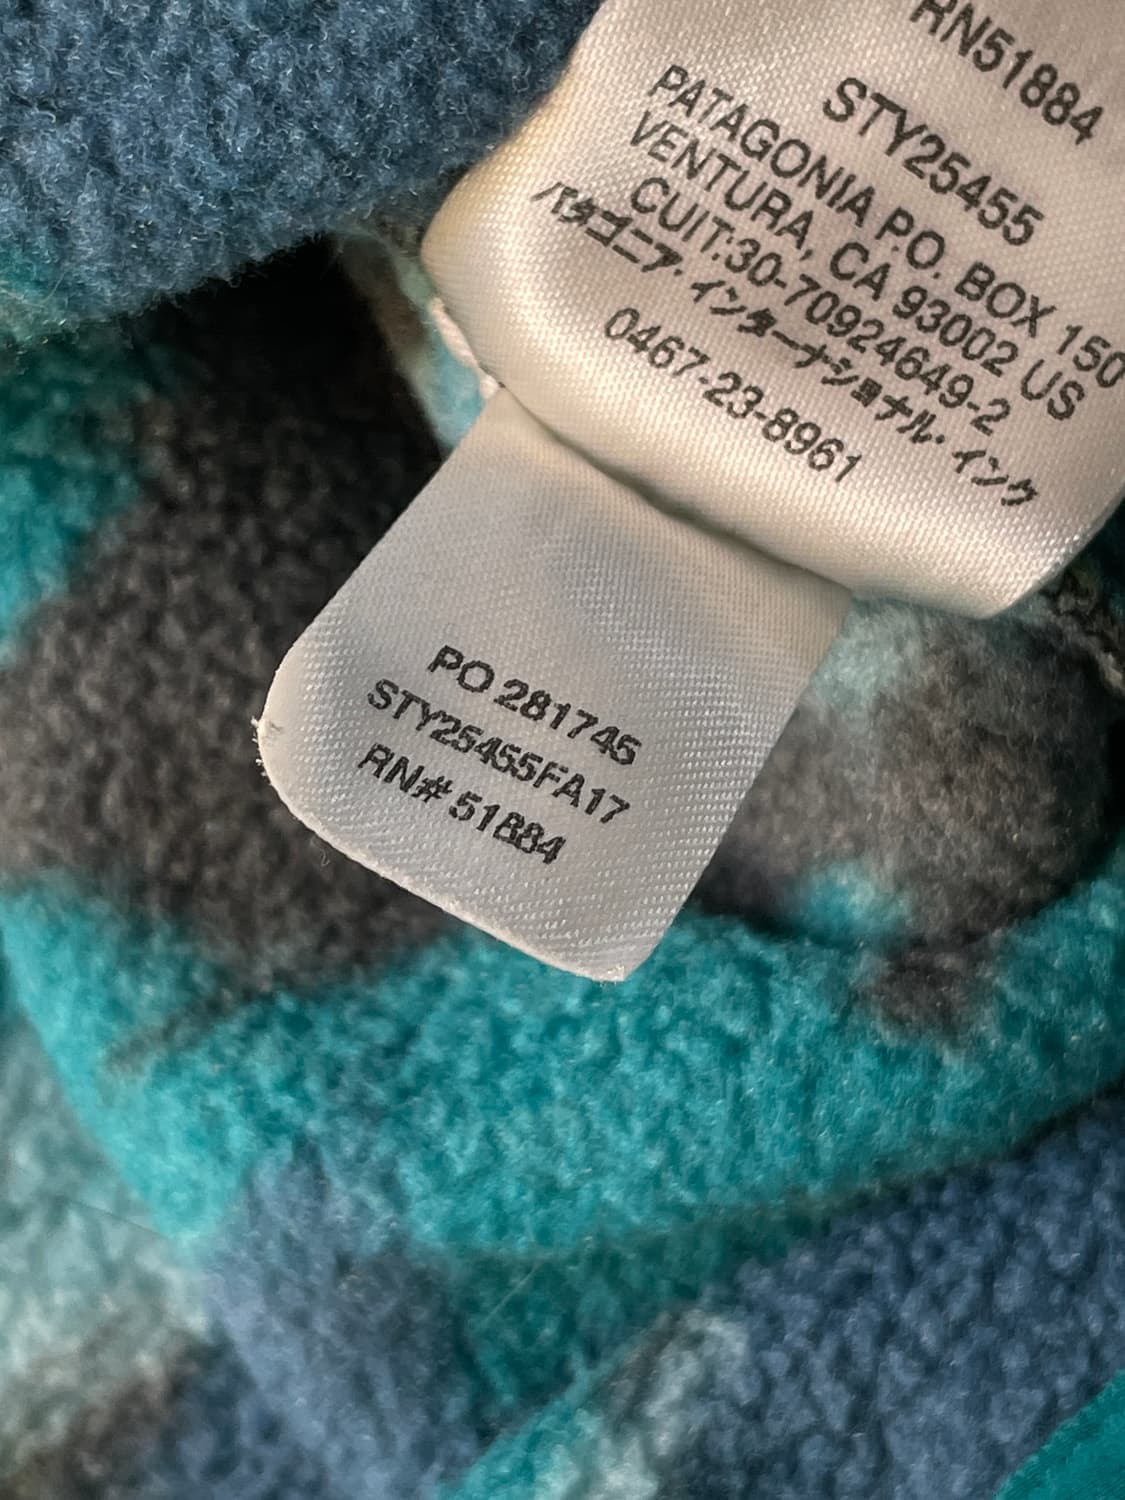 RN51884
STY25455
PATAGONIA P.O. BOX 150
VENTURA, CA 93002 US
CUIT:30-70924649-2
パタゴニア・インターナショナル・インク
0467-23-8961
PO 281745
STY25455FA17
RN# 51884